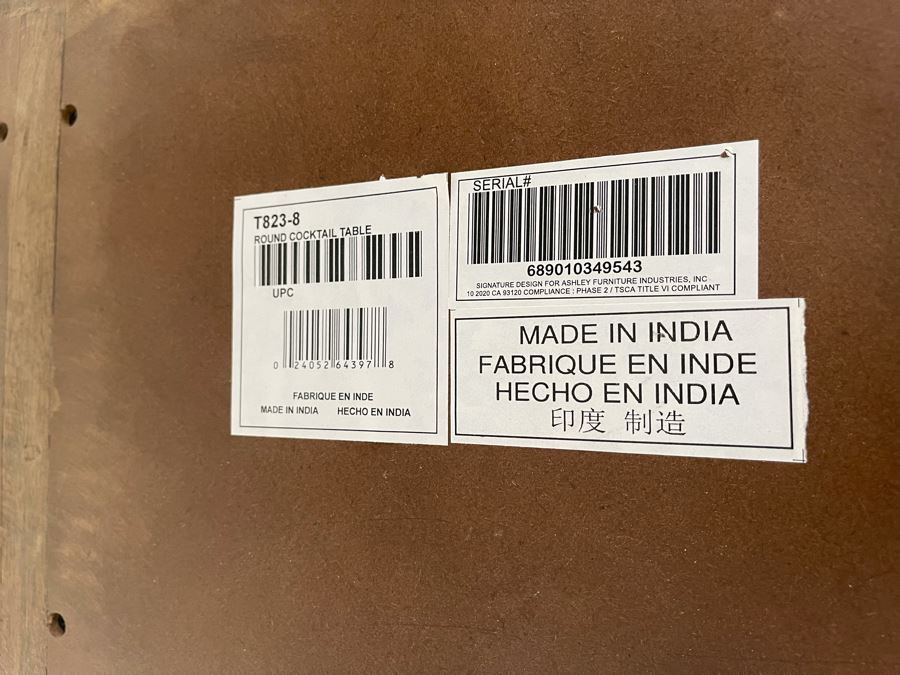 T823-8
ROUND COCKTAIL TABLE
UPC
0 24052 64397 8
FABRIQUE EN INDE
MADE IN INDIA HECHO EN INDIA
SERIAL#
689010349543
SIGNATURE DESIGN FOR ASHLEY FURNITURE INDUSTRIES, INC
10 2020 CA 93120 COMPLIANCE : PHASE 2 / TSCA TITLE VI COMPLIANT
MADE IN INDIA
FABRIQUE EN INDE
HECHO EN INDIA
印度 制造